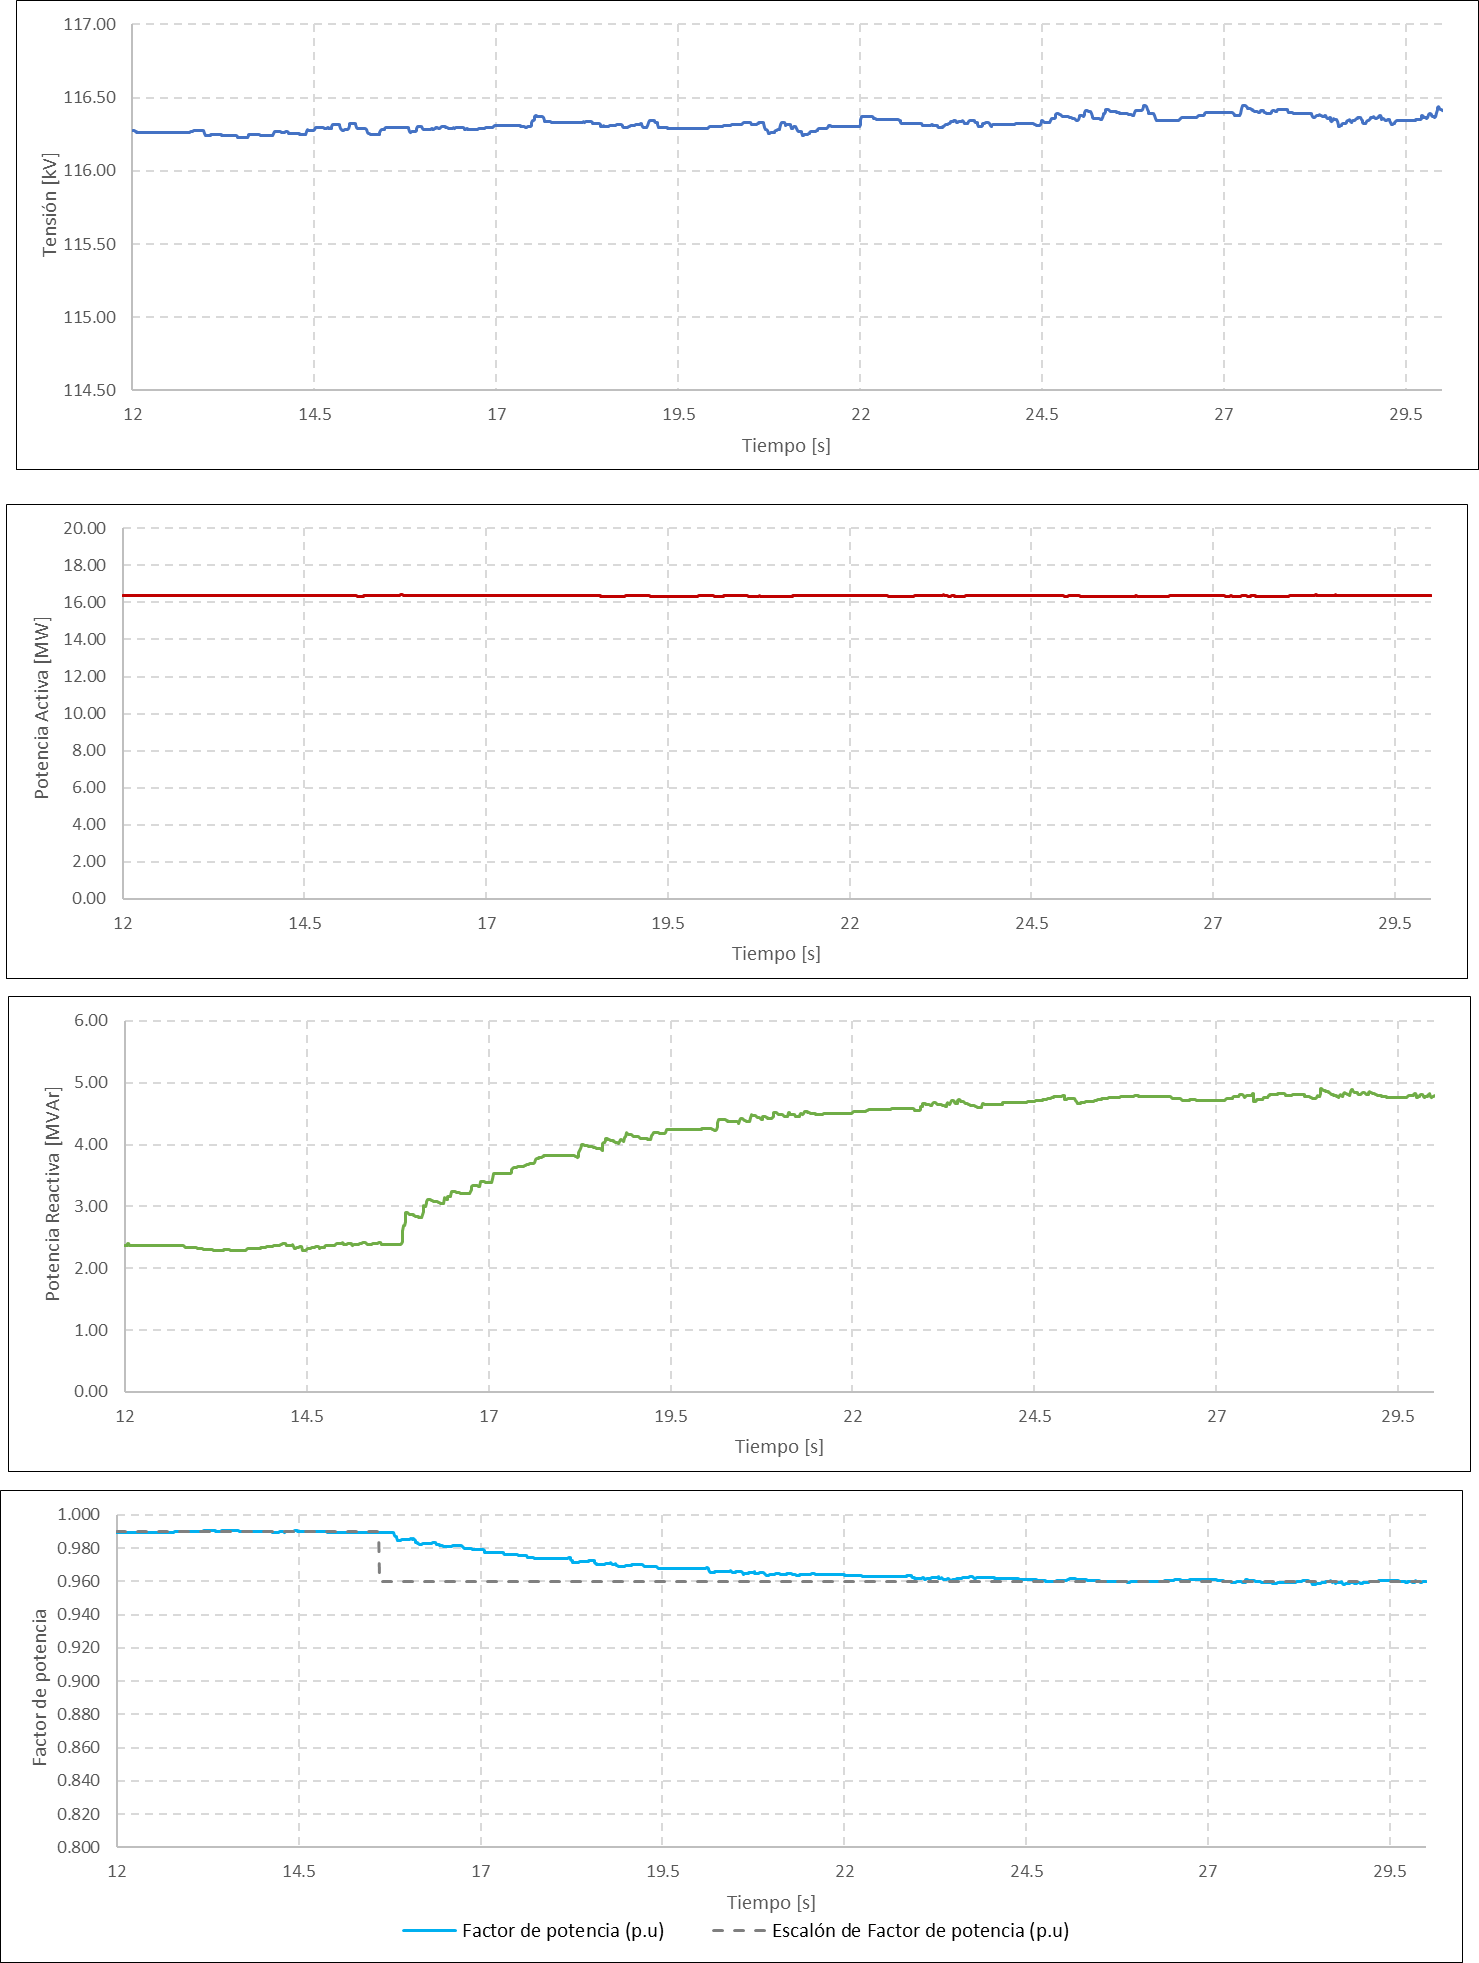 117.00
116.50
116.00
115.50
115.00
114.50
Tensión [kV]
12 14.5 17 19.5 22 24.5 27 29.5
Tiempo [s]
20.00
18.00
16.00
14.00
12.00
10.00
8.00
6.00
4.00
2.00
0.00
Potencia Activa [MW]
12 14.5 17 19.5 22 24.5 27 29.5
Tiempo [s]
6.00
5.00
4.00
3.00
2.00
1.00
0.00
Potencia Reactiva [MVAr]
12 14.5 17 19.5 22 24.5 27 29.5
Tiempo [s]
1.000
0.980
0.960
0.940
0.920
0.900
0.880
0.860
0.840
0.820
0.800
Factor de potencia
12 14.5 17 19.5 22 24.5 27 29.5
Tiempo [s]
Factor de potencia (p.u) Escalón de Factor de potencia (p.u)